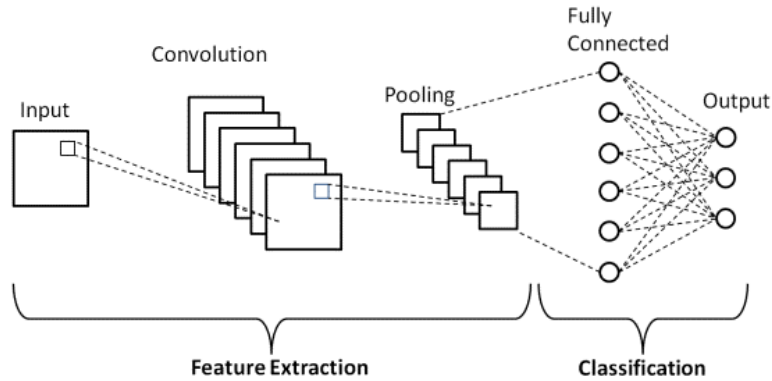 Input
Convolution
Pooling
Fully
Connected
Output
Feature Extraction
Classification